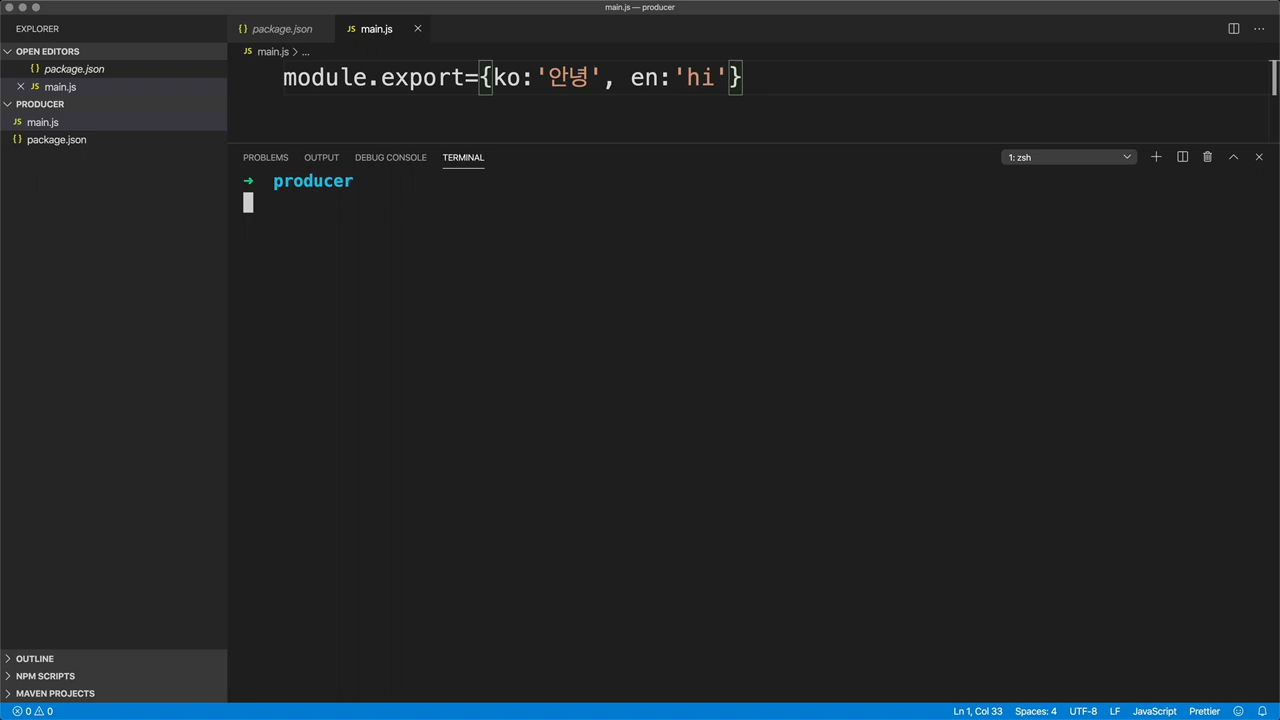 main.js — producer
EXPLORER
package.json
main.js
OPEN EDITORS
package.json
main.js
PRODUCER
main.js
package.json
main.js > ...
module.export={ko:'안녕', en:'hi'}
PROBLEMS OUTPUT DEBUG CONSOLE TERMINAL
1: zsh
→ producer
OUTLINE
NPM SCRIPTS
MAVEN PROJECTS
0 0
Ln 1, Col 33 Spaces: 4 UTF-8 LF JavaScript Prettier